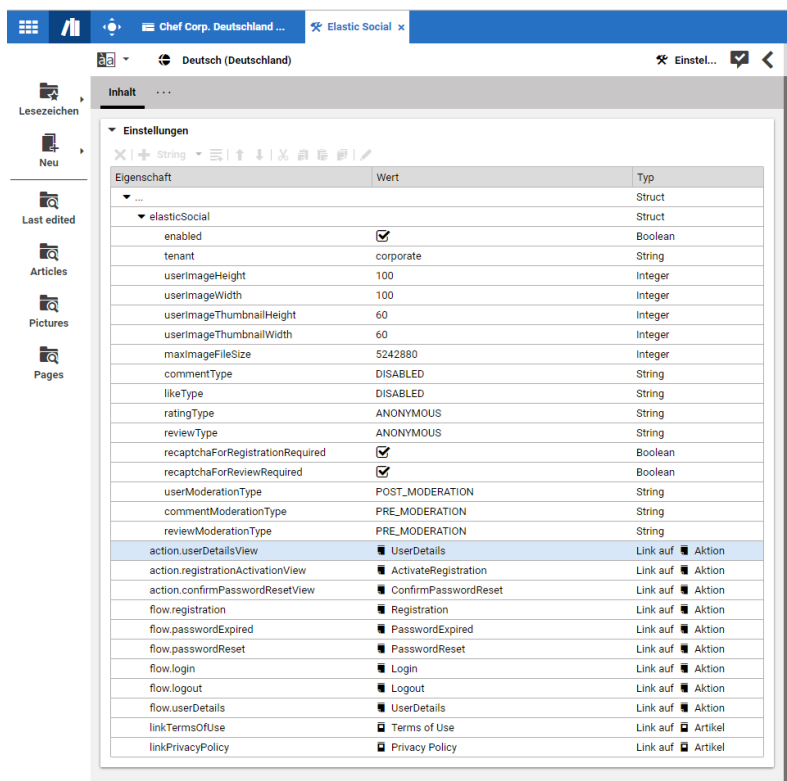 Chef Corp. Deutschland ...
Elastic Social ×
àa Deutsch (Deutschland) Einstel...
Inhalt ...
Lesezeichen
Neu
Last edited
Articles
Pictures
Pages
Einstellungen
String
Eigenschaft Wert Typ
... Struct
elasticSocial Struct
enabled Boolean
tenant corporate String
userImageHeight 100 Integer
userImageWidth 100 Integer
userImageThumbnailHeight 60 Integer
userImageThumbnailWidth 60 Integer
maxImageFileSize 5242880 Integer
commentType DISABLED String
likeType DISABLED String
ratingType ANONYMOUS String
reviewType ANONYMOUS String
recaptchaForRegistrationRequired Boolean
recaptchaForReviewRequired Boolean
userModerationType POST_MODERATION String
commentModerationType PRE_MODERATION String
reviewModerationType PRE_MODERATION String
action.userDetailsView UserDetails Link auf Aktion
action.registrationActivationView ActivateRegistration Link auf Aktion
action.confirmPasswordResetView ConfirmPasswordReset Link auf Aktion
flow.registration Registration Link auf Aktion
flow.passwordExpired PasswordExpired Link auf Aktion
flow.passwordReset PasswordReset Link auf Aktion
flow.login Login Link auf Aktion
flow.logout Logout Link auf Aktion
flow.userDetails UserDetails Link auf Aktion
linkTermsOfUse Terms of Use Link auf Artikel
linkPrivacyPolicy Privacy Policy Link auf Artikel